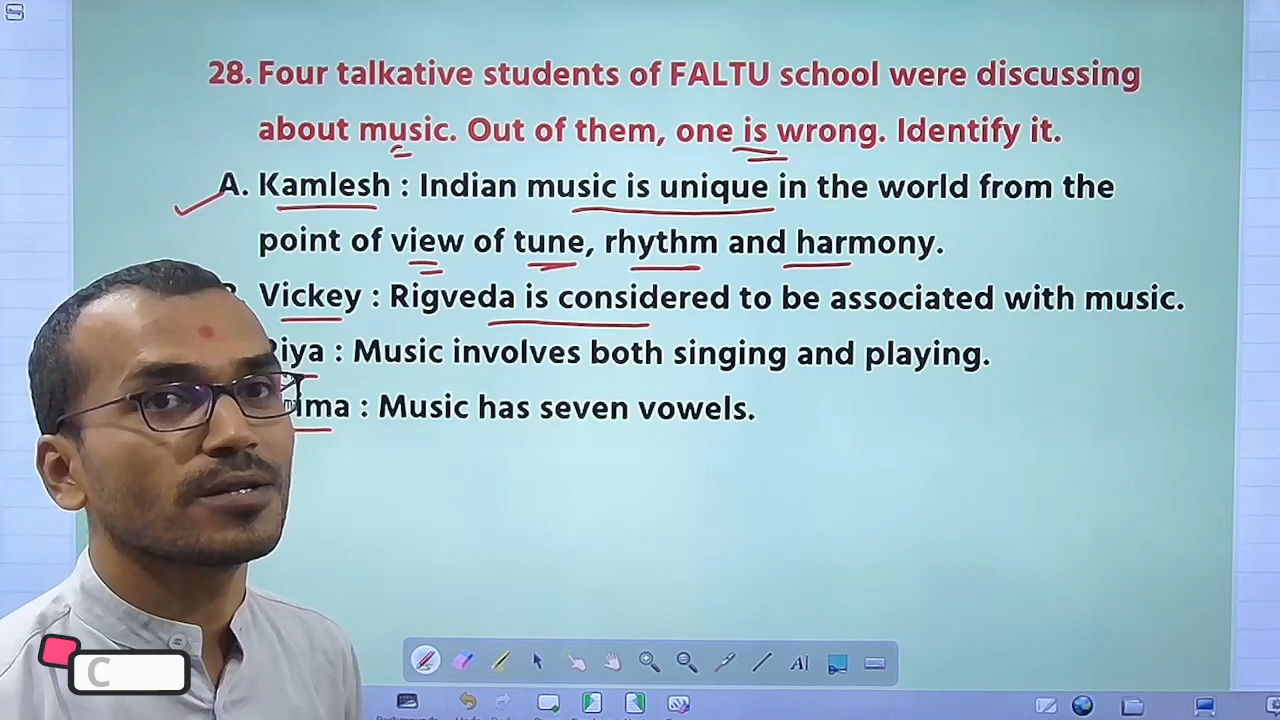 28. Four talkative students of FALTU school were discussing
about music. Out of them, one is wrong. Identify it.
A. Kamlesh : Indian music is unique in the world from the
point of view of tune, rhythm and harmony.
Vickey : Rigveda is considered to be associated with music.
Riya : Music involves both singing and playing.
: Music has seven vowels.
C